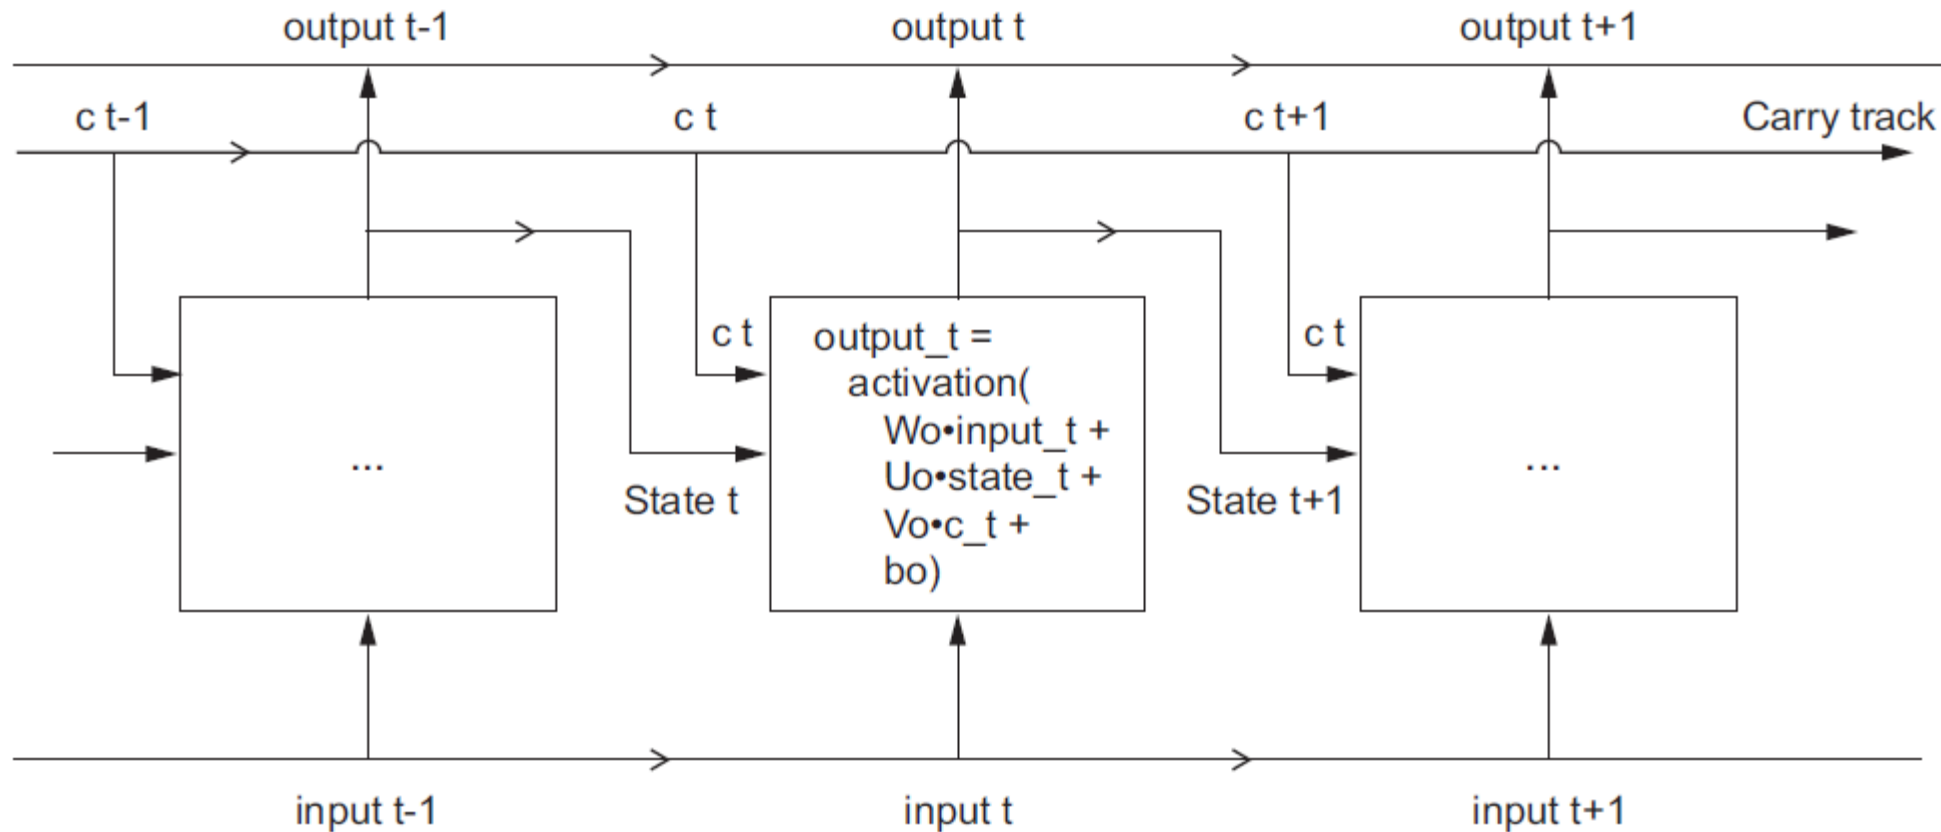 output t-1
output t
output t+1
c t-1
c t
c t+1
Carry track
c t
output_t =
activation(
Wo•input_t +
Uo•state_t +
Vo•c_t +
bo)
c t
...
...
State t
State t+1
input t-1
input t
input t+1